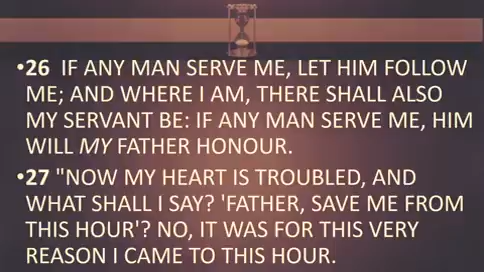 •26 IF ANY MAN SERVE ME, LET HIM FOLLOW
ME; AND WHERE I AM, THERE SHALL ALSO
MY SERVANT BE: IF ANY MAN SERVE ME, HIM
WILL MY FATHER HONOUR.
•27 "NOW MY HEART IS TROUBLED, AND
WHAT SHALL I SAY? 'FATHER, SAVE ME FROM
THIS HOUR'? NO, IT WAS FOR THIS VERY
REASON I CAME TO THIS HOUR.